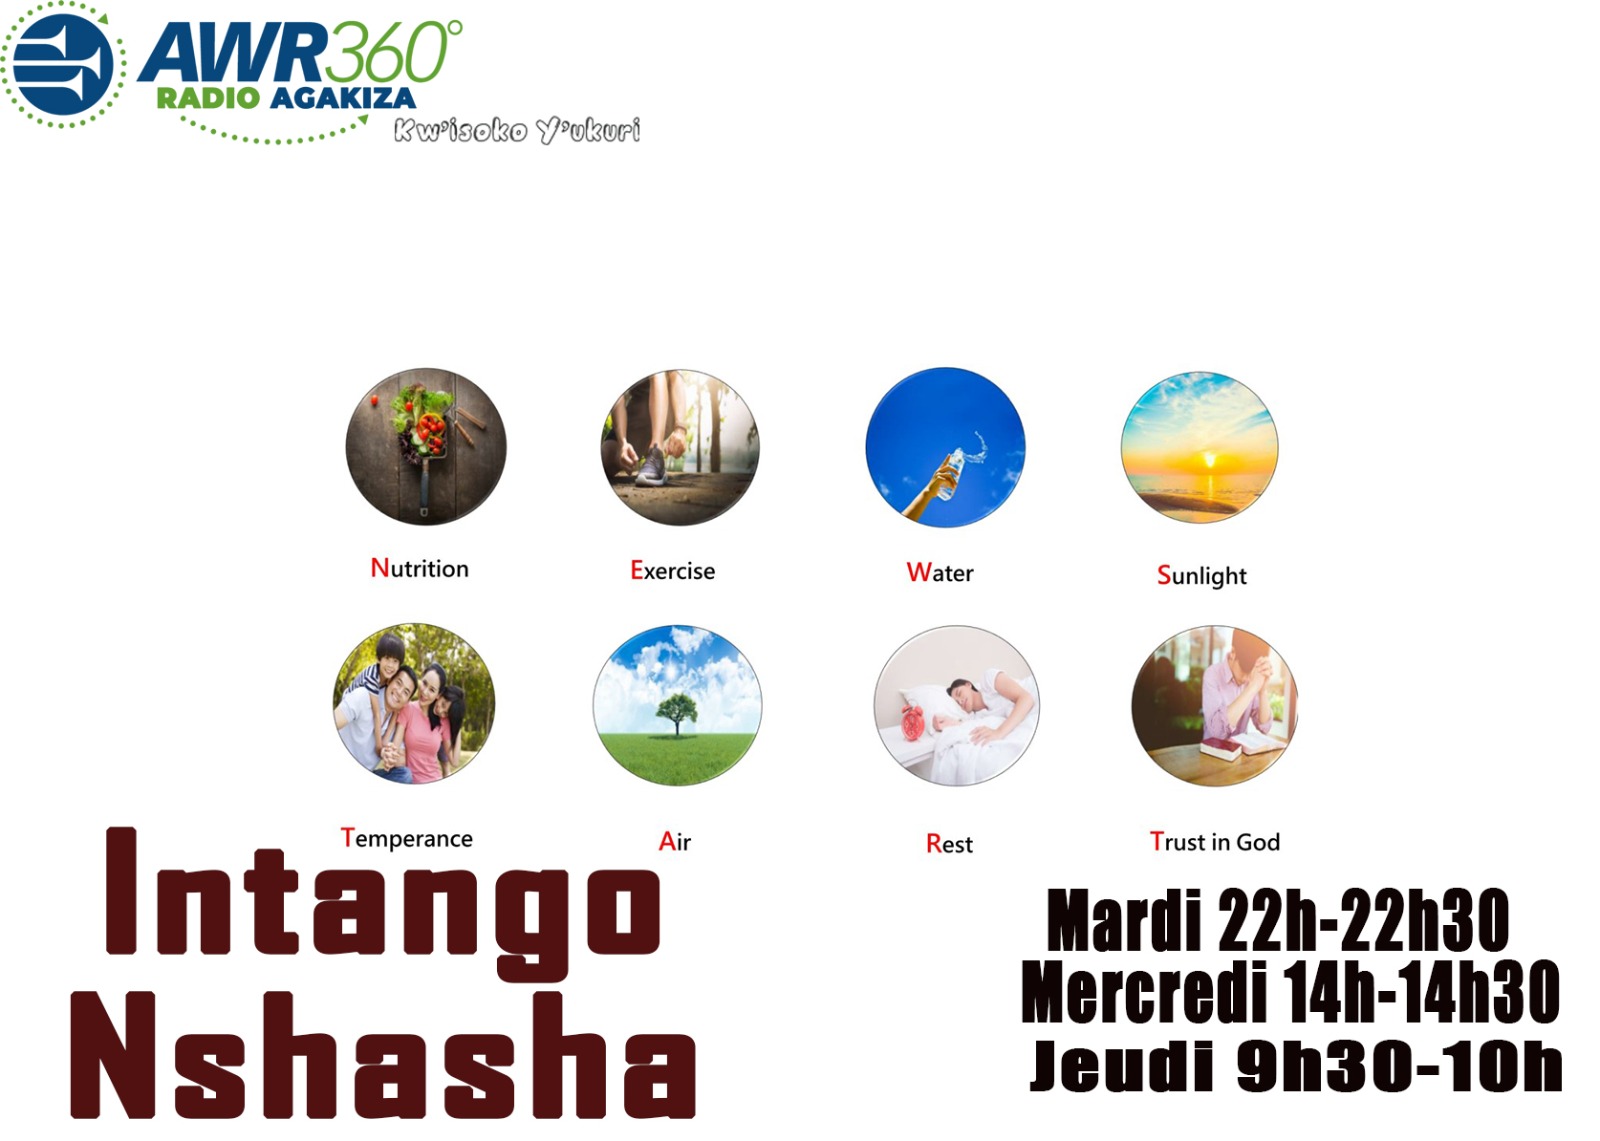 AWR360°
RADIO AGAKIZA
Kw'isoko Y'ukuri
Nutrition
Exercise
Water
Sunlight
Temperance
Air
Rest
Trust in God
Intango
Nshasha
Mardi 22h-22h30
Mercredi 14h-14h30
Jeudi 9h30-10h